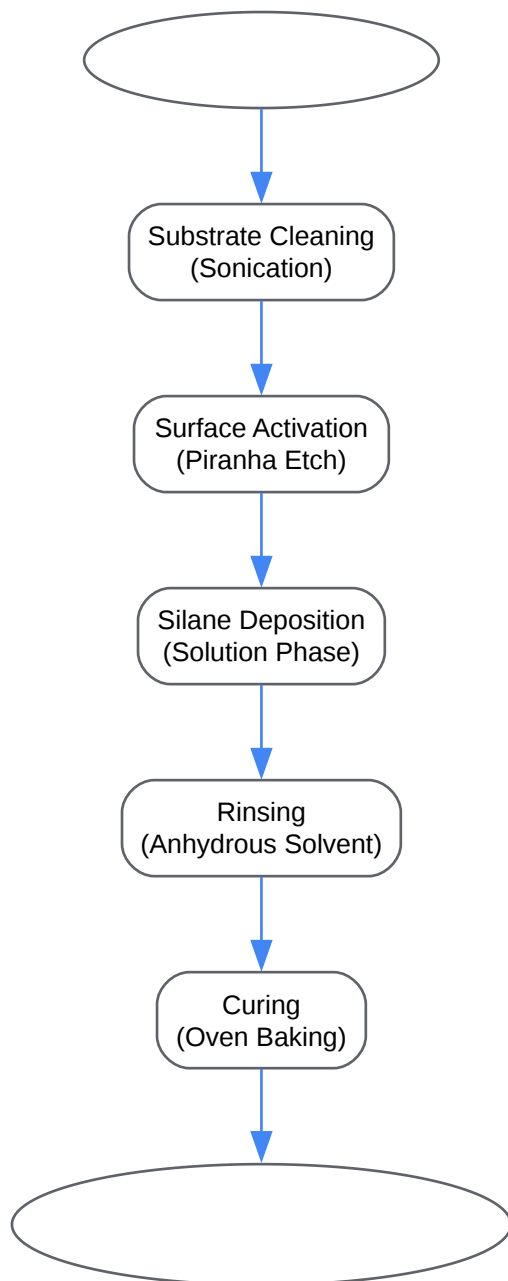 Substrate Cleaning
(Sonication)
Surface Activation
(Piranha Etch)
Silane Deposition
(Solution Phase)
Rinsing
(Anhydrous Solvent)
Curing
(Oven Baking)